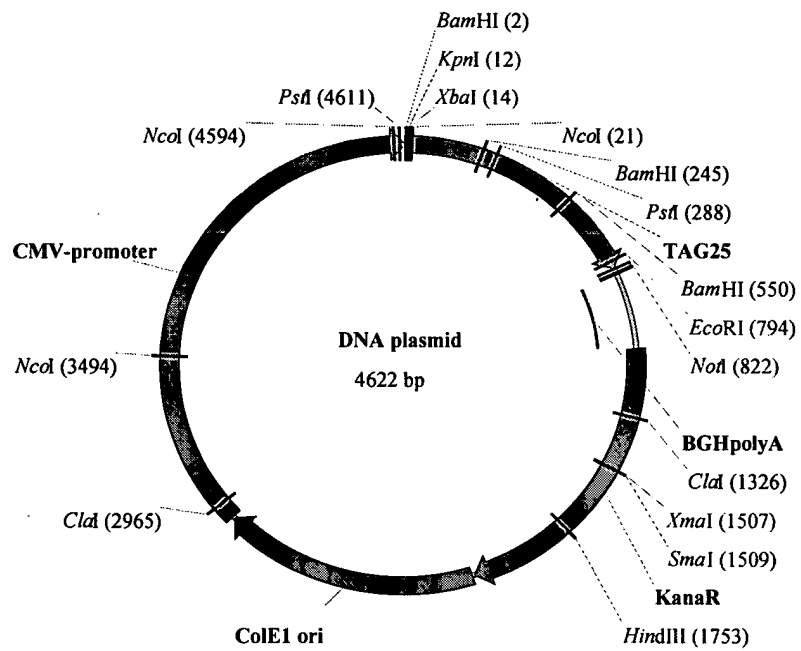 BamHI (2)
KpnI (12)
PstI (4611)
XbaI (14)
NcoI (4594)
NcoI (21)
BamHI (245)
PstI (288)
CMV-promoter
TAG25
BamHI (550)
EcoRI (794)
DNA plasmid
NcoI (3494)
NotI (822)
4622 bp
BGHpolyA
ClaI (1326)
ClaI (2965)
XmaI (1507)
SmaI (1509)
KanaR
ColE1 ori
HindIII (1753)